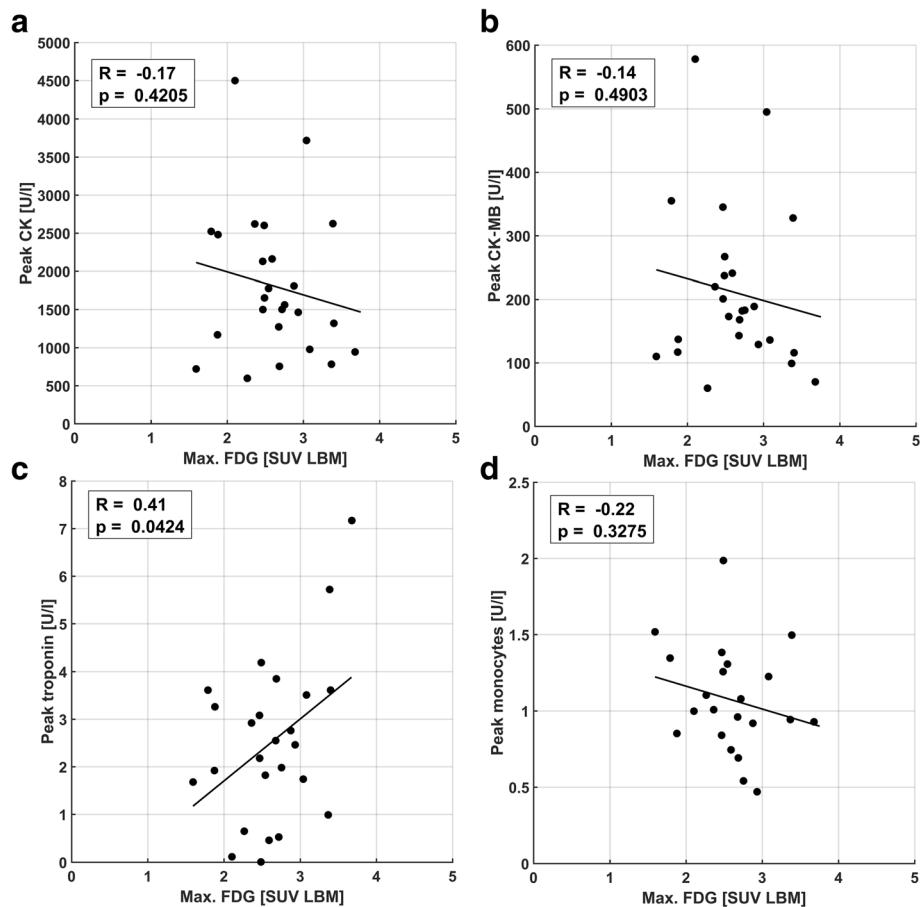 a
R = -0.17
p = 0.4205
5000
4500
4000
3500
3000
2500
2000
1500
1000
500
0
Peak CK [U/l]
0 1 2 3 4 5
Max. FDG [SUV LBM]
b
R = -0.14
p = 0.4903
600
500
400
300
200
100
0
Peak CK-MB [U/l]
0 1 2 3 4 5
Max. FDG [SUV LBM]
c
R = 0.41
p = 0.0424
8
7
6
5
4
3
2
1
0
Peak troponin [U/l]
0 1 2 3 4 5
Max. FDG [SUV LBM]
d
R = -0.22
p = 0.3275
2.5
2
1.5
1
0.5
0
Peak monocytes [U/l]
0 1 2 3 4 5
Max. FDG [SUV LBM]